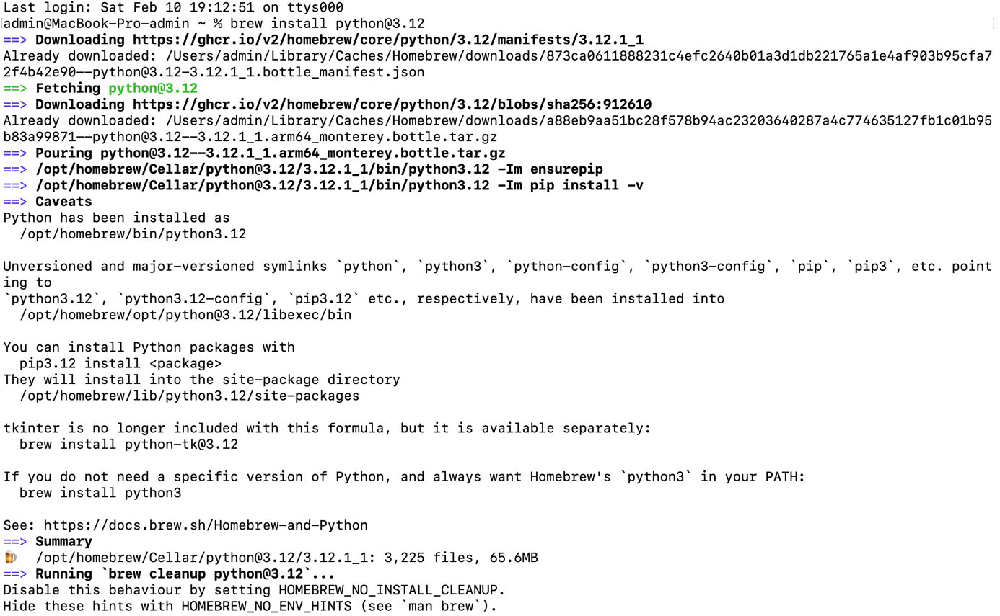 Last login: Sat Feb 10 19:12:51 on ttys000
admin@MacBook-Pro-admin ~ % brew install python@3.12
==> Downloading https://ghcr.io/v2/homebrew/core/python/3.12/manifests/3.12.1_1
Already downloaded: /Users/admin/Library/Caches/Homebrew/downloads/873ca0611888231c4efc2640b01a3d1db221765a1e4af903b95cfa7
2f4b42e90--python@3.12-3.12.1_1.bottle_manifest.json
==> Fetching python@3.12
==> Downloading https://ghcr.io/v2/homebrew/core/python/3.12/blobs/sha256:912610
Already downloaded: /Users/admin/Library/Caches/Homebrew/downloads/a88eb9aa51bc28f578b94ac23203640287a4c774635127fb1c01b95
b83a99871--python@3.12--3.12.1_1.arm64_monterey.bottle.tar.gz
==> Pouring python@3.12--3.12.1_1.arm64_monterey.bottle.tar.gz
==> /opt/homebrew/Cellar/python@3.12/3.12.1_1/bin/python3.12 -Im ensurepip
==> /opt/homebrew/Cellar/python@3.12/3.12.1_1/bin/python3.12 -Im pip install -v
==> Caveats
Python has been installed as
  /opt/homebrew/bin/python3.12

Unversioned and major-versioned symlinks `python`, `python3`, `python-config`, `python3-config`, `pip`, `pip3`, etc. point
ing to
`python3.12`, `python3.12-config`, `pip3.12` etc., respectively, have been installed into
  /opt/homebrew/opt/python@3.12/libexec/bin

You can install Python packages with
  pip3.12 install <package>
They will install into the site-package directory
  /opt/homebrew/lib/python3.12/site-packages

tkinter is no longer included with this formula, but it is available separately:
  brew install python-tk@3.12

If you do not need a specific version of Python, and always want Homebrew's `python3` in your PATH:
  brew install python3

See: https://docs.brew.sh/Homebrew-and-Python
==> Summary
🍺  /opt/homebrew/Cellar/python@3.12/3.12.1_1: 3,225 files, 65.6MB
==> Running `brew cleanup python@3.12`...
Disable this behaviour by setting HOMEBREW_NO_INSTALL_CLEANUP.
Hide these hints with HOMEBREW_NO_ENV_HINTS (see `man brew`).